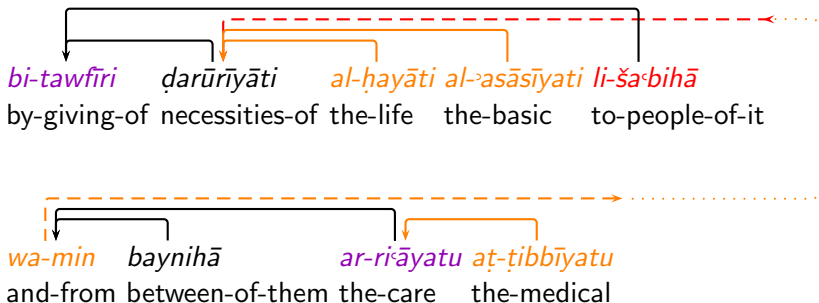 bi-tawfīri ḍarūrīyāti al-ḥayāti al-ʾasāsīyati li-šaʿbihā
by-giving-of necessities-of the-life the-basic to-people-of-it
wa-min baynihā ar-riʿāyatu aṭ-ṭibbīyatu
and-from between-of-them the-care the-medical